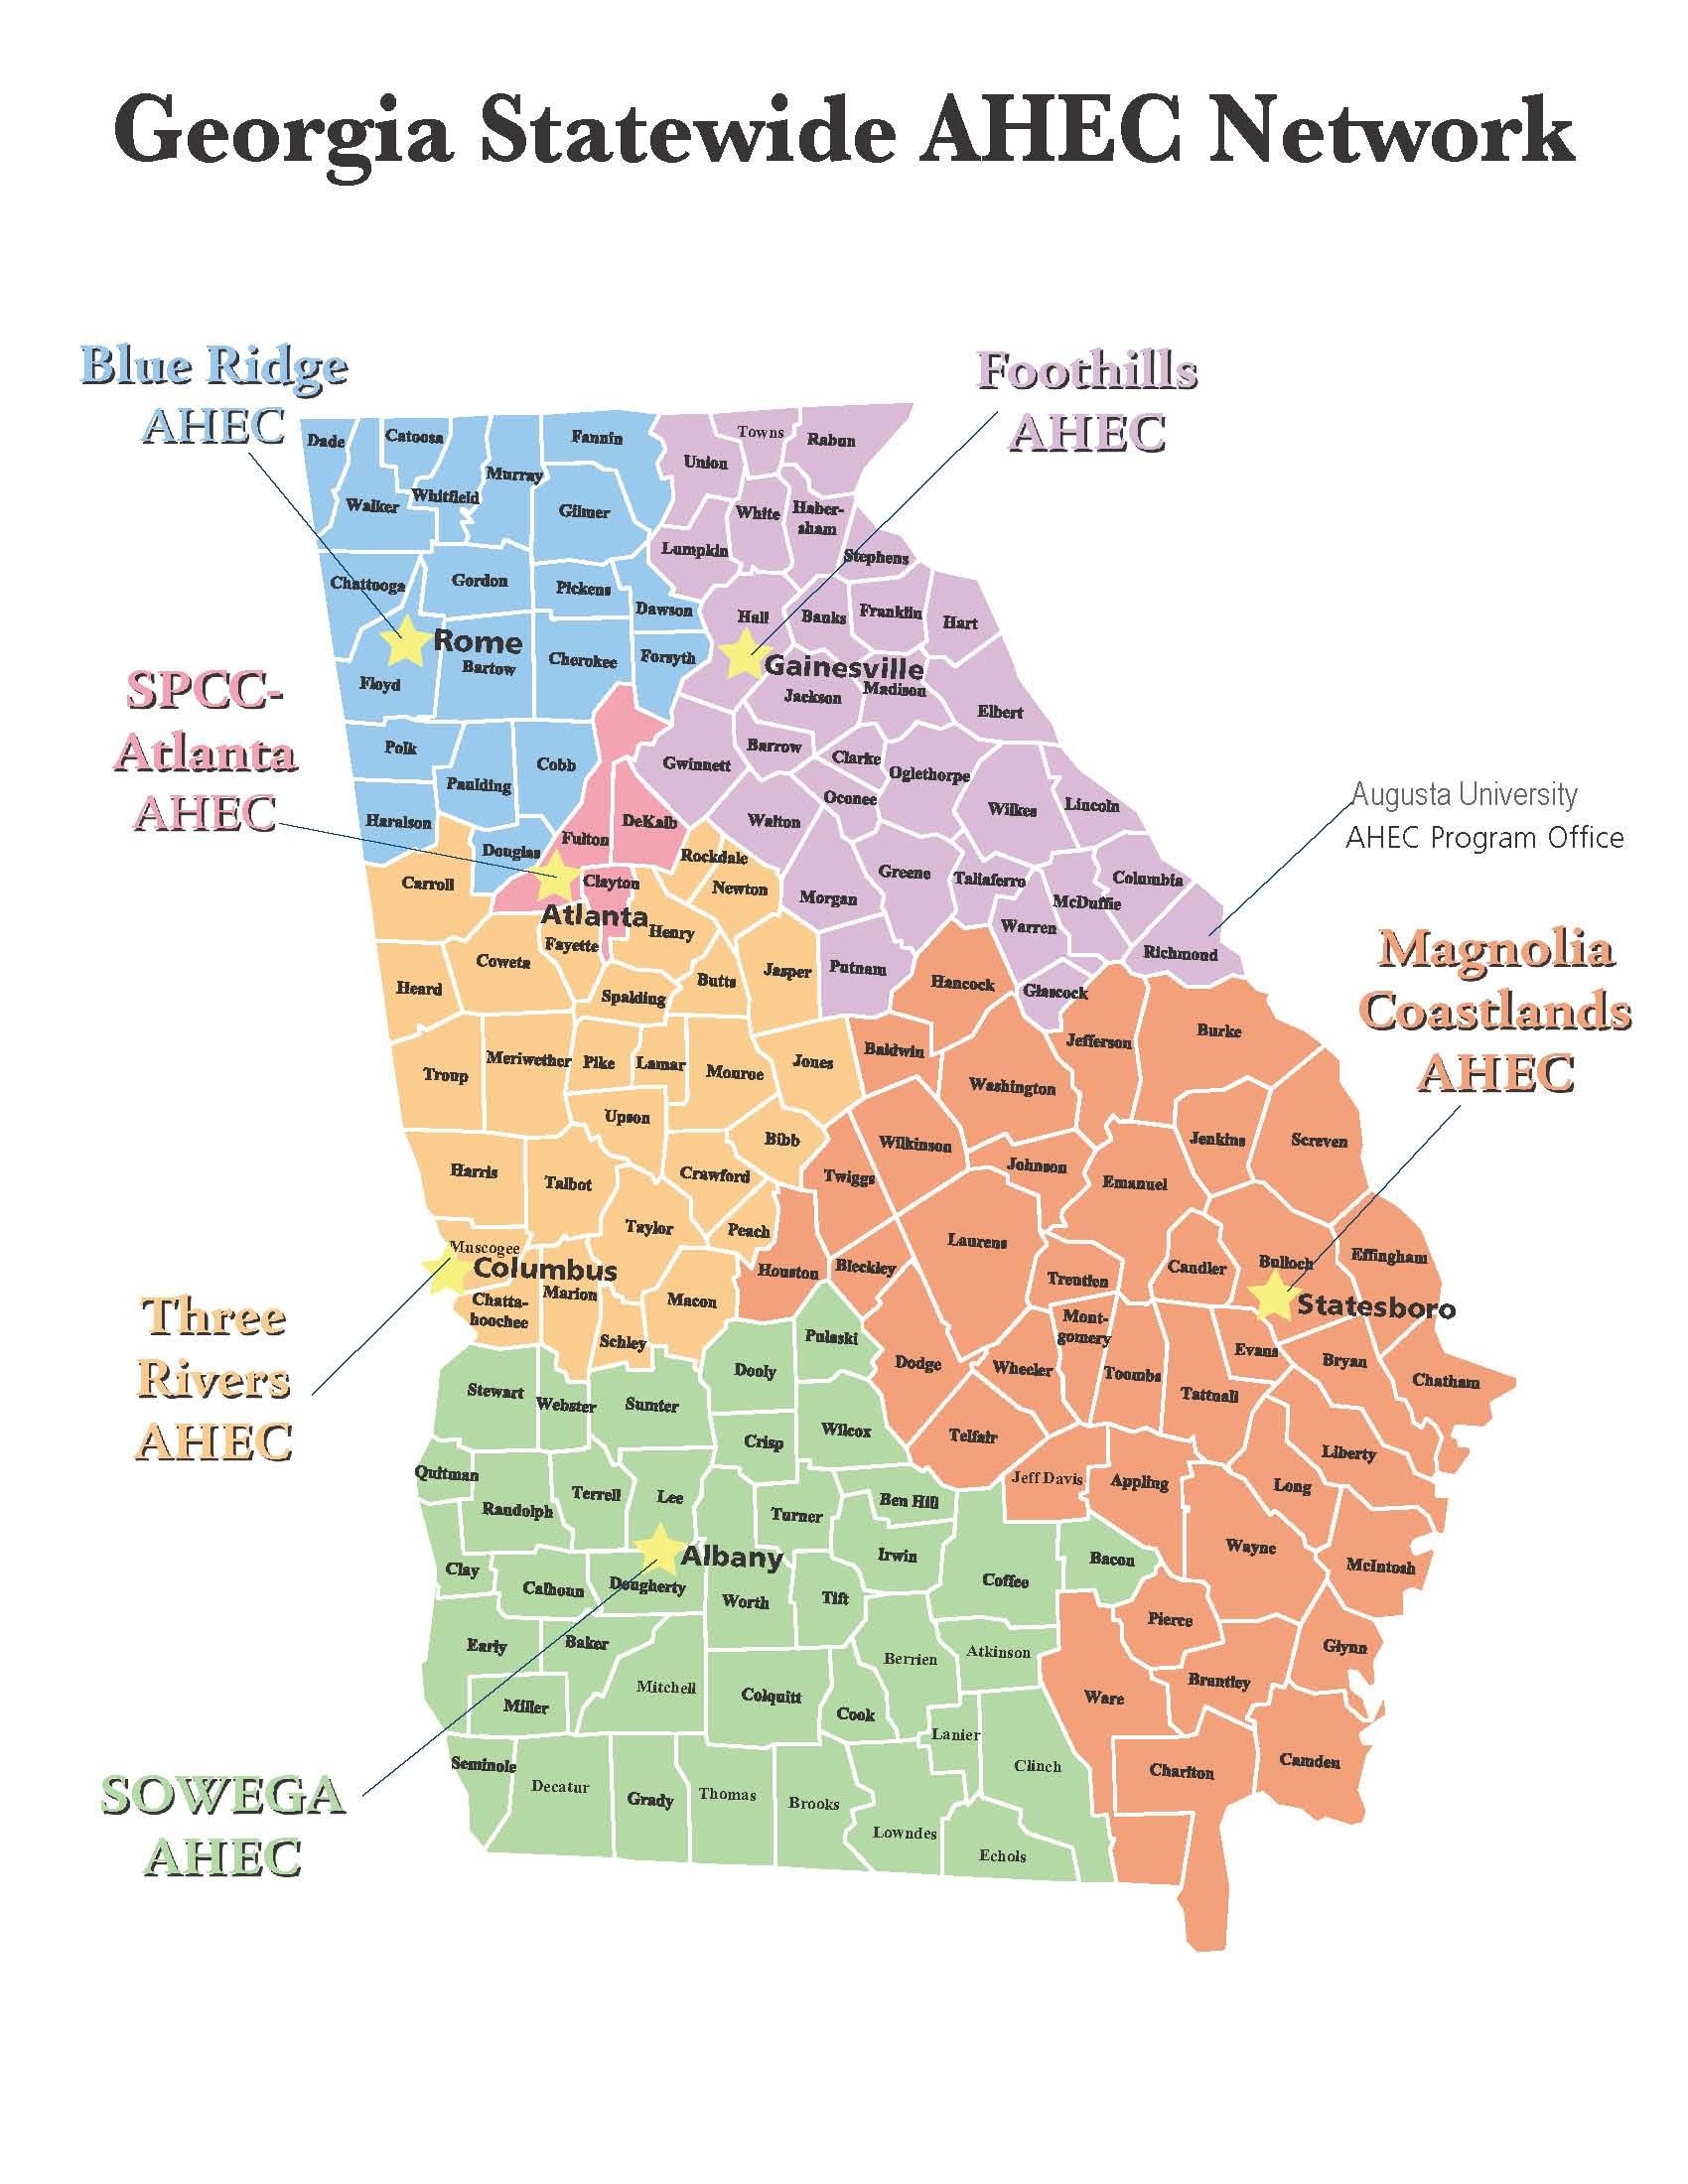 Georgia Statewide AHEC Network
Blue Ridge
AHEC
Foothills
AHEC
SPCC-
Atlanta
AHEC
Augusta University
AHEC Program Office
Magnolia
Coastlands
AHEC
Three
Rivers
AHEC
SOWEGA
AHEC
Dade
Catoosa
Fannin
Towns
Rabun
Union
Murray
Whitfield
Walker
Gilmer
White
Haber-
sham
Lumpkin
Stephens
Chattooga
Gordon
Pickens
Dawson
Hall
Banks
Franklin
Hart
Rome
Bartow
Cherokee
Forsyth
Gainesville
Floyd
Jackson
Madison
Elbert
Polk
Paulding
Cobb
Gwinnett
Barrow
Clarke
Oglethorpe
Oconee
Wilkes
Lincoln
Haralson
Douglas
Fulton
DeKalb
Walton
Rockdale
Carroll
Clayton
Newton
Morgan
Greene
Taliaferro
McDuffie
Columbia
Warren
Richmond
Atlanta
Fayette
Henry
Coweta
Heard
Spalding
Butts
Jasper
Putnam
Hancock
Glascock
Jefferson
Burke
Troup
Meriwether
Pike
Lamar
Monroe
Jones
Baldwin
Washington
Upson
Bibb
Wilkinson
Jenkins
Screven
Harris
Talbot
Crawford
Twiggs
Johnson
Emanuel
Taylor
Peach
Laurens
Muscogee
Columbus
Chatta-
hoochee
Marion
Macon
Schley
Houston
Bleckley
Treutlen
Candler
Bulloch
Effingham
Statesboro
Mont-
gomery
Pulaski
Dooly
Dodge
Wheeler
Toombs
Tattnall
Evans
Bryan
Chatham
Stewart
Webster
Sumter
Crisp
Wilcox
Telfair
Liberty
Long
Jeff Davis
Appling
Quitman
Randolph
Terrell
Lee
Turner
Ben Hill
Albany
Irwin
Coffee
Bacon
Wayne
McIntosh
Clay
Calhoun
Dougherty
Worth
Tift
Pierce
Early
Baker
Berrien
Atkinson
Glynn
Brantley
Miller
Mitchell
Colquitt
Cook
Ware
Lanier
Seminole
Decatur
Grady
Thomas
Brooks
Clinch
Charlton
Camden
Lowndes
Echols